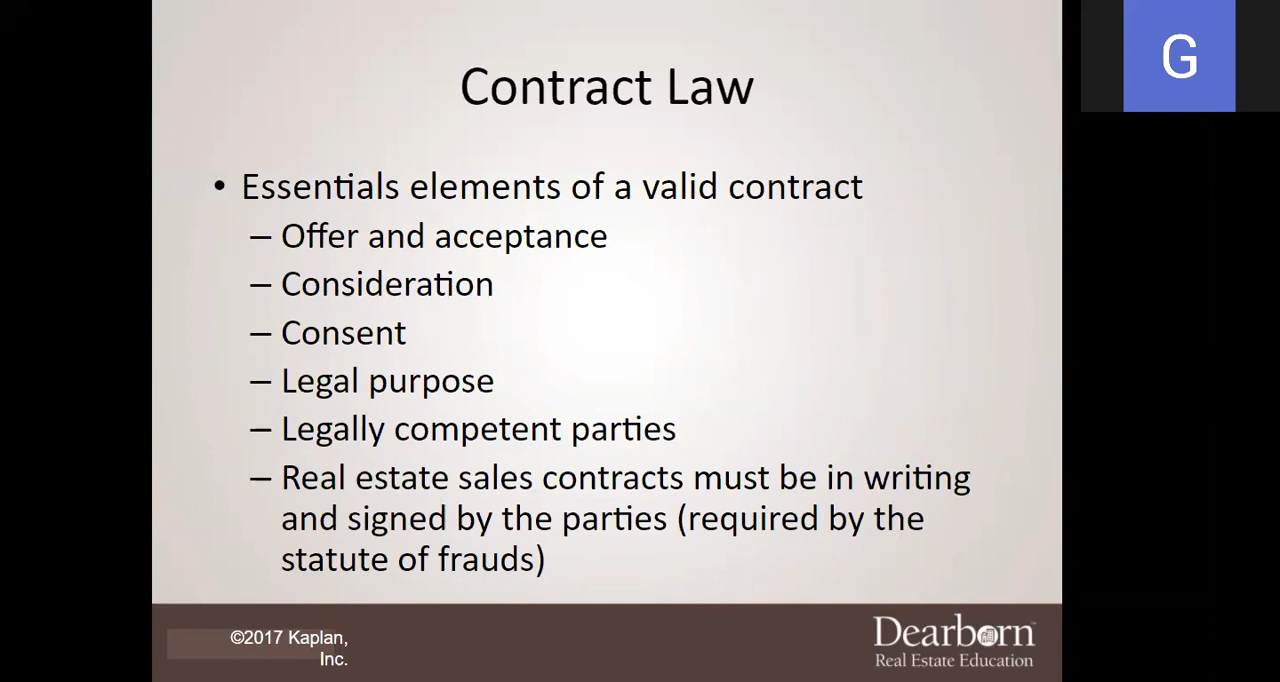 G
Contract Law
• Essentials elements of a valid contract
– Offer and acceptance
– Consideration
– Consent
– Legal purpose
– Legally competent parties
– Real estate sales contracts must be in writing
and signed by the parties (required by the
statute of frauds)
©2017 Kaplan,
Inc.
Dearborn™
Real Estate Education